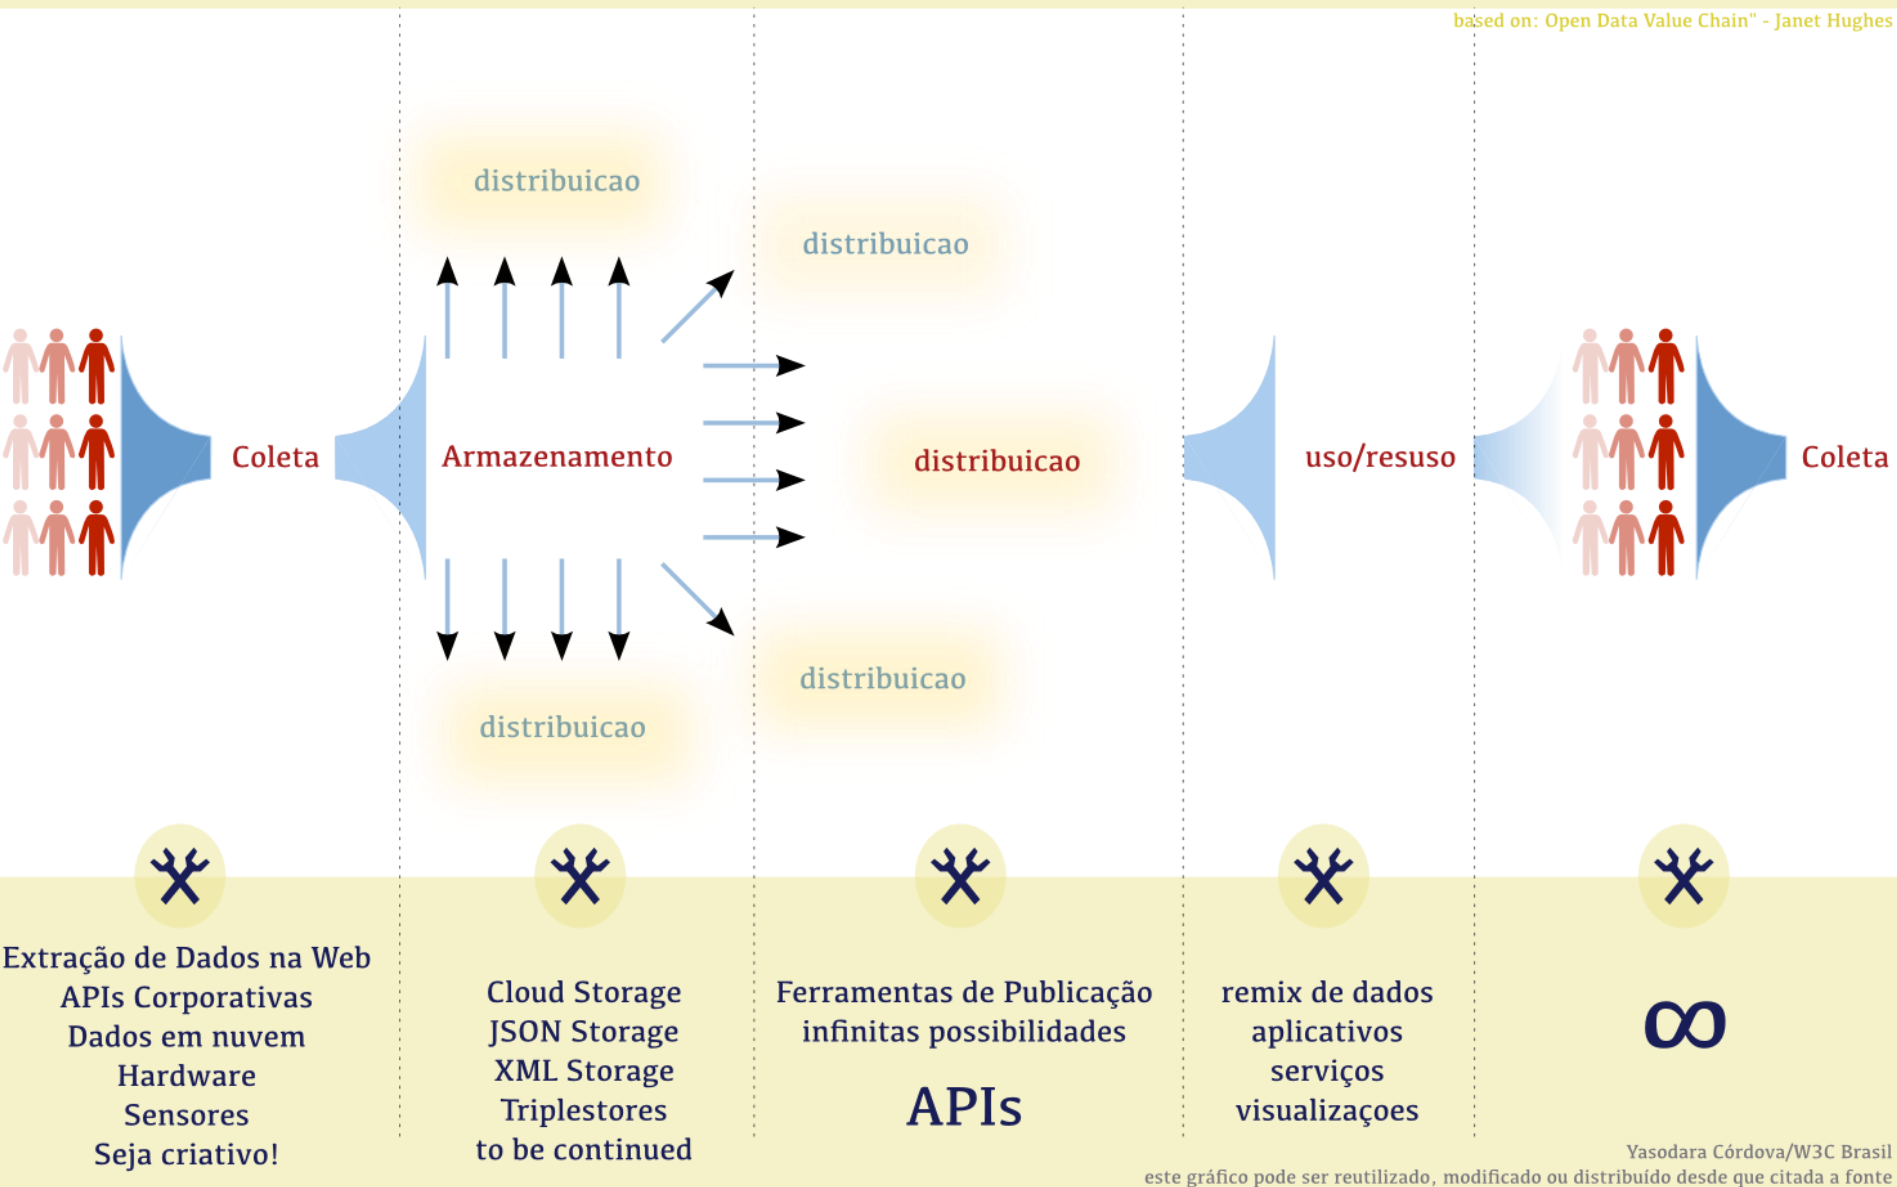 based on: Open Data Value Chain" - Janet Hughes
distribuicao
distribuicao
Coleta
Armazenamento
distribuicao
uso/resuso
Coleta
distribuicao
distribuicao
Extração de Dados na Web
APIs Corporativas
Dados em nuvem
Hardware
Sensores
Seja criativo!
Cloud Storage
JSON Storage
XML Storage
Triplestores
to be continued
Ferramentas de Publicação
infinitas possibilidades
APIs
remix de dados
aplicativos
serviços
visualizaçoes
∞
Yasodara Córdova/W3C Brasil
este gráfico pode ser reutilizado, modificado ou distribuído desde que citada a fonte